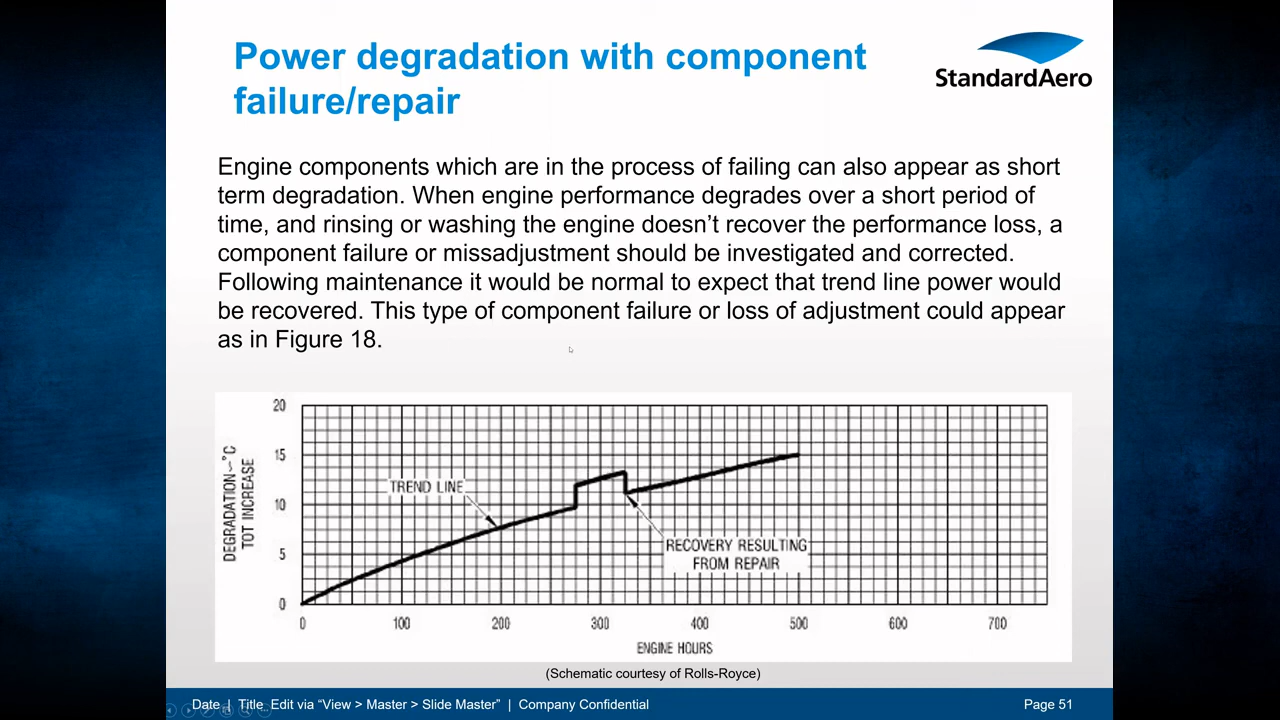 Power degradation with component
failure/repair
StandardAero
Engine components which are in the process of failing can also appear as short
term degradation. When engine performance degrades over a short period of
time, and rinsing or washing the engine doesn’t recover the performance loss, a
component failure or missadjustment should be investigated and corrected.
Following maintenance it would be normal to expect that trend line power would
be recovered. This type of component failure or loss of adjustment could appear
as in Figure 18.
DEGRADATION~°C
TOT INCREASE
20
15
10
5
0
TREND LINE
RECOVERY RESULTING
FROM REPAIR
0 100 200 300 400 500 600 700
ENGINE HOURS
(Schematic courtesy of Rolls-Royce)
Date | Title Edit via “View > Master > Slide Master” | Company Confidential
Page 51